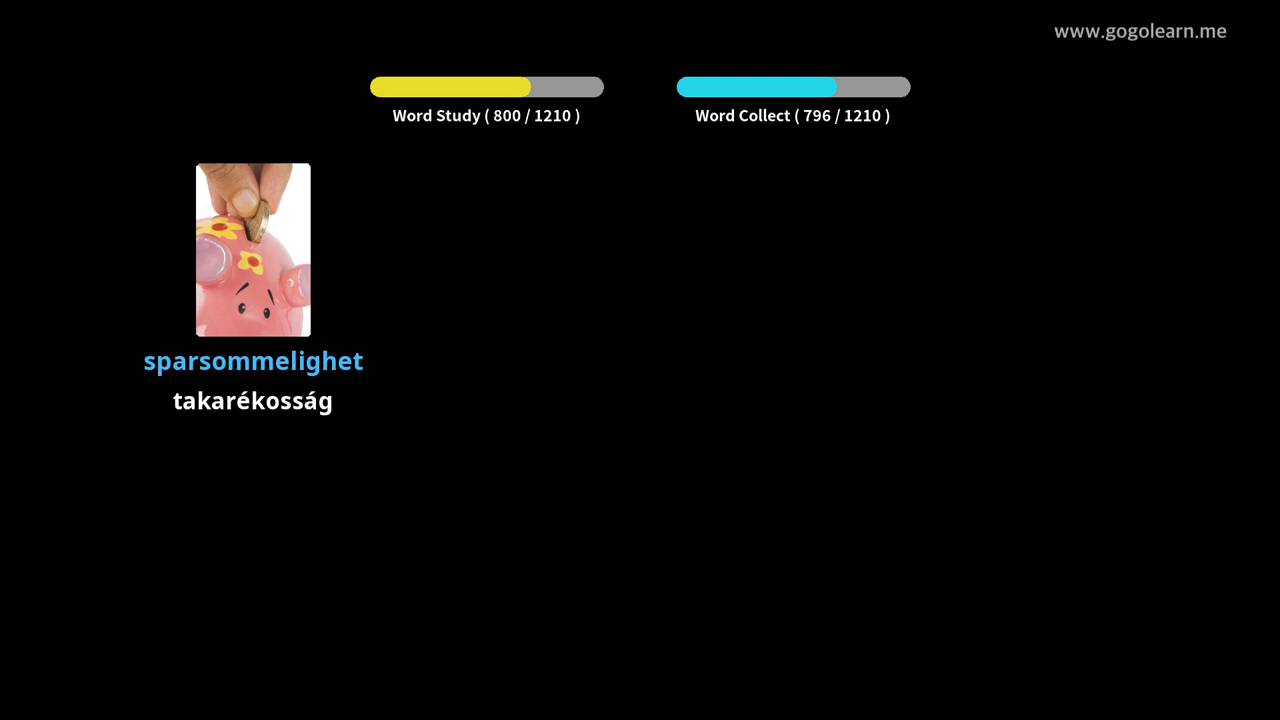 www.gogolearn.me
Word Study ( 800 / 1210 )
Word Collect ( 796 / 1210 )
sparsommelighet
takarékosság